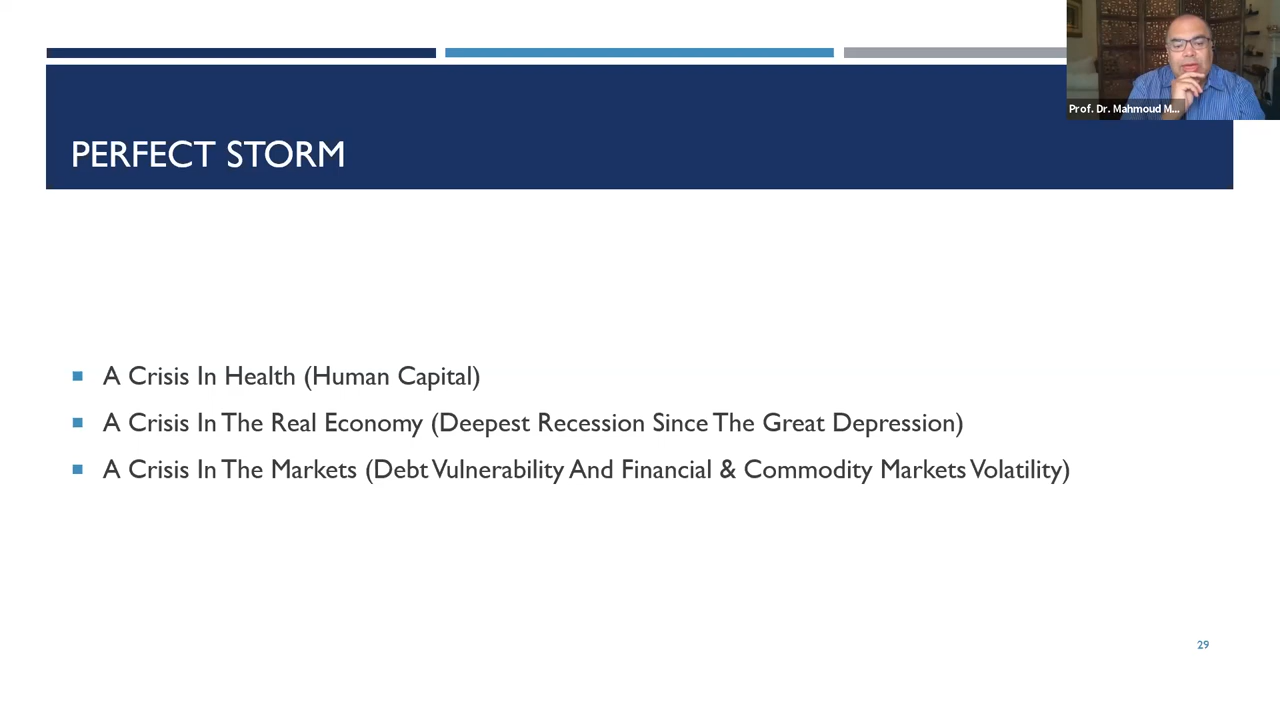 Prof. Dr. Mahmoud M...
PERFECT STORM
A Crisis In Health (Human Capital)
A Crisis In The Real Economy (Deepest Recession Since The Great Depression)
A Crisis In The Markets (Debt Vulnerability And Financial & Commodity Markets Volatility)
29